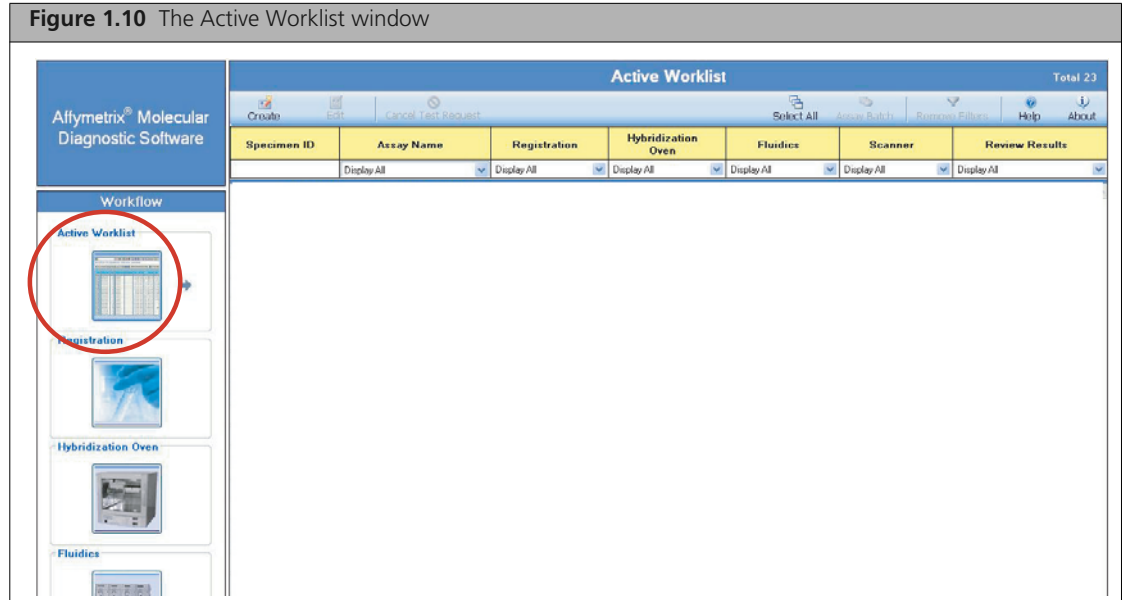 Figure 1.10 The Active Worklist window
Affymetrix® Molecular
Diagnostic Software
Active Worklist
Total 23
Create
Edit
Cancel Test Request
Select All
Assay Batch
Remove Filters
Help
About
Specimen ID
Assay Name
Registration
Hybridization
Oven
Fluidics
Scanner
Review Results
Display All
Display All
Display All
Display All
Display All
Display All
Workflow
Active Worklist
Registration
Hybridization Oven
Fluidics